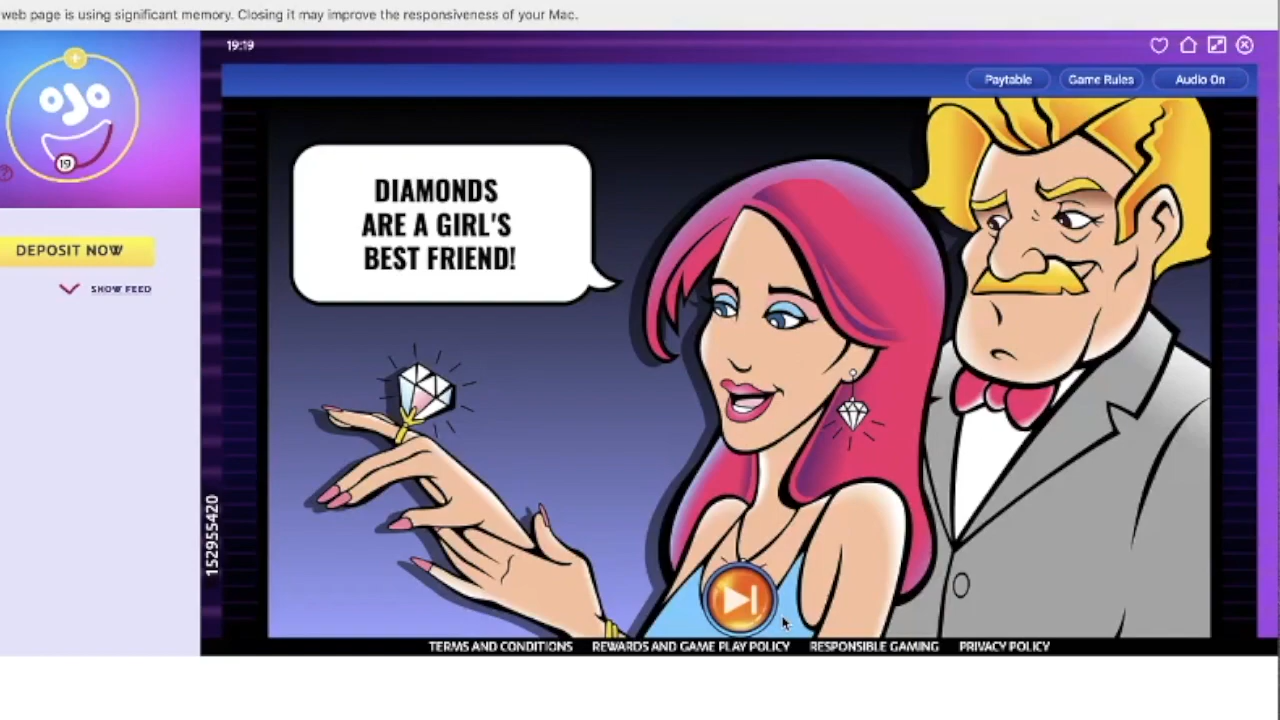 web page is using significant memory. Closing it may improve the responsiveness of your Mac.
19:19
Paytable
Game Rules
Audio On
OJO
19
DEPOSIT NOW
SHOW FEED
DIAMONDS
ARE A GIRL'S
BEST FRIEND!
152955420
TERMS AND CONDITIONS
REWARDS AND GAME PLAY POLICY
RESPONSIBLE GAMING
PRIVACY POLICY